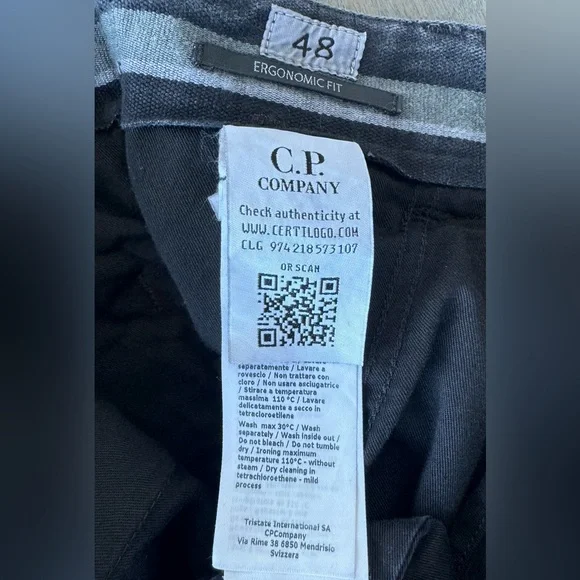 48
ERGONOMIC FIT
C.P.
COMPANY
Check authenticity at
WWW.CERTILOGO.COM
CLG 974218573107
OR SCAN
separatamente / Lavare a
rovescio / Non trattare con
cloro / Non usare asciugatrice
/ Stirare a temperatura
massima 110°C / Lavare
delicatamente a secco in
tetracloroetilene
Wash max 30°C / Wash
separately / Wash inside out /
Do not bleach / Do not tumble
dry / Ironing maximum
temperature 110°C - without
steam / Dry cleaning in
tetrachloroethene - mild
process
Tristate International SA
CPCompany
Via Rime 38 6850 Mendrisio
Svizzera